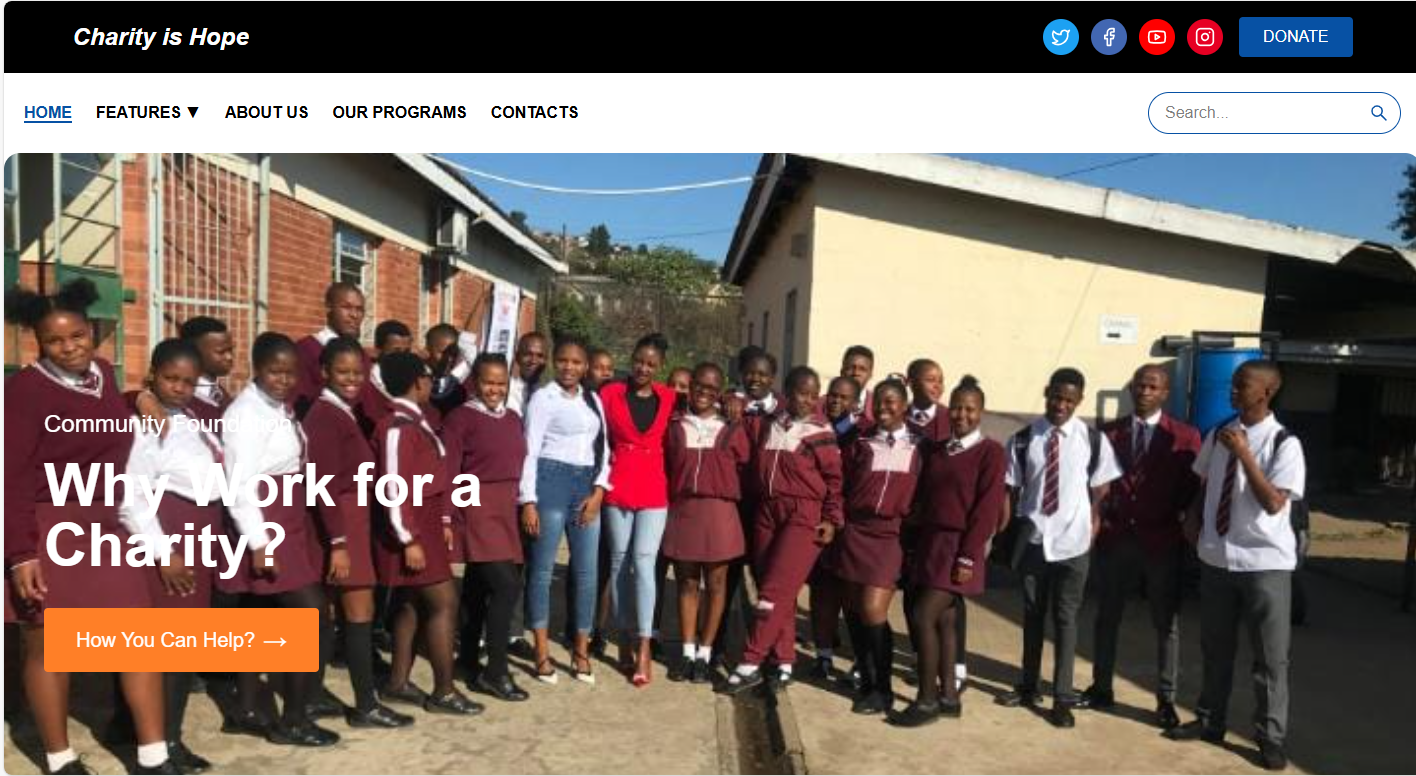 Charity is Hope
DONATE
HOME FEATURES ▼ ABOUT US OUR PROGRAMS CONTACTS
Search...
Community Foundation
Why Work for a
Charity?
How You Can Help? →